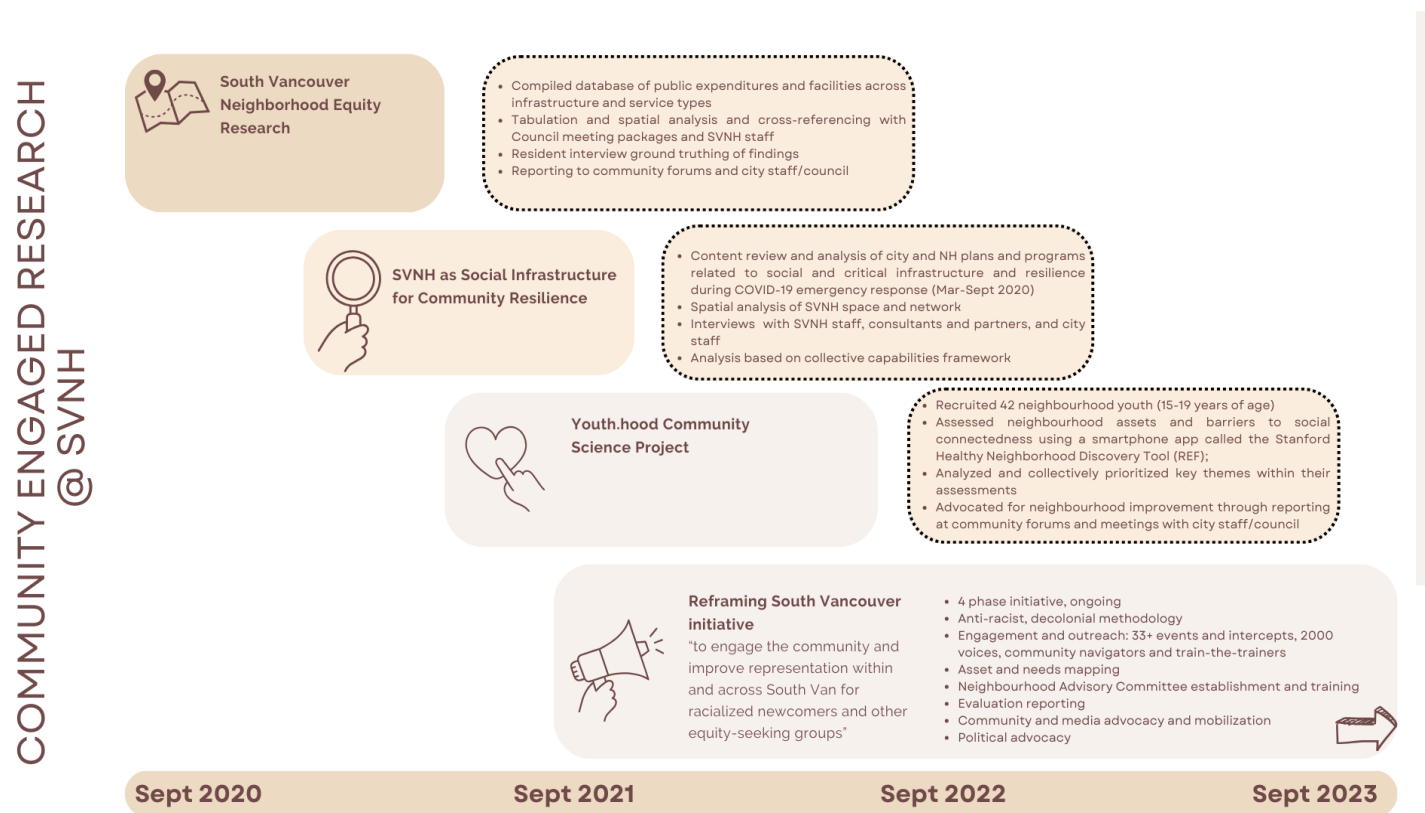 COMMUNITY ENGAGED RESEARCH
@ SVNH
South Vancouver
Neighborhood Equity
Research
• Compiled database of public expenditures and facilities across
infrastructure and service types
• Tabulation and spatial analysis and cross-referencing with
Council meeting packages and SVNH staff
• Resident interview ground truthing of findings
• Reporting to community forums and city staff/council
SVNH as Social Infrastructure
for Community Resilience
• Content review and analysis of city and NH plans and programs
related to social and critical infrastructure and resilience
during COVID-19 emergency response (Mar-Sept 2020)
• Spatial analysis of SVNH space and network
• Interviews with SVNH staff, consultants and partners, and city
staff
• Analysis based on collective capabilities framework
Youth.hood Community
Science Project
• Recruited 42 neighbourhood youth (15-19 years of age)
• Assessed neighbourhood assets and barriers to social
connectedness using a smartphone app called the Stanford
Healthy Neighborhood Discovery Tool (REF);
• Analyzed and collectively prioritized key themes within their
assessments
• Advocated for neighbourhood improvement through reporting
at community forums and meetings with city staff/council
Reframing South Vancouver
initiative
"to engage the community and
improve representation within
and across South Van for
racialized newcomers and other
equity-seeking groups"
• 4 phase initiative, ongoing
• Anti-racist, decolonial methodology
• Engagement and outreach: 33+ events and intercepts, 2000
voices, community navigators and train-the-trainers
• Asset and needs mapping
• Neighbourhood Advisory Committee establishment and training
• Evaluation reporting
• Community and media advocacy and mobilization
• Political advocacy
Sept 2020
Sept 2021
Sept 2022
Sept 2023